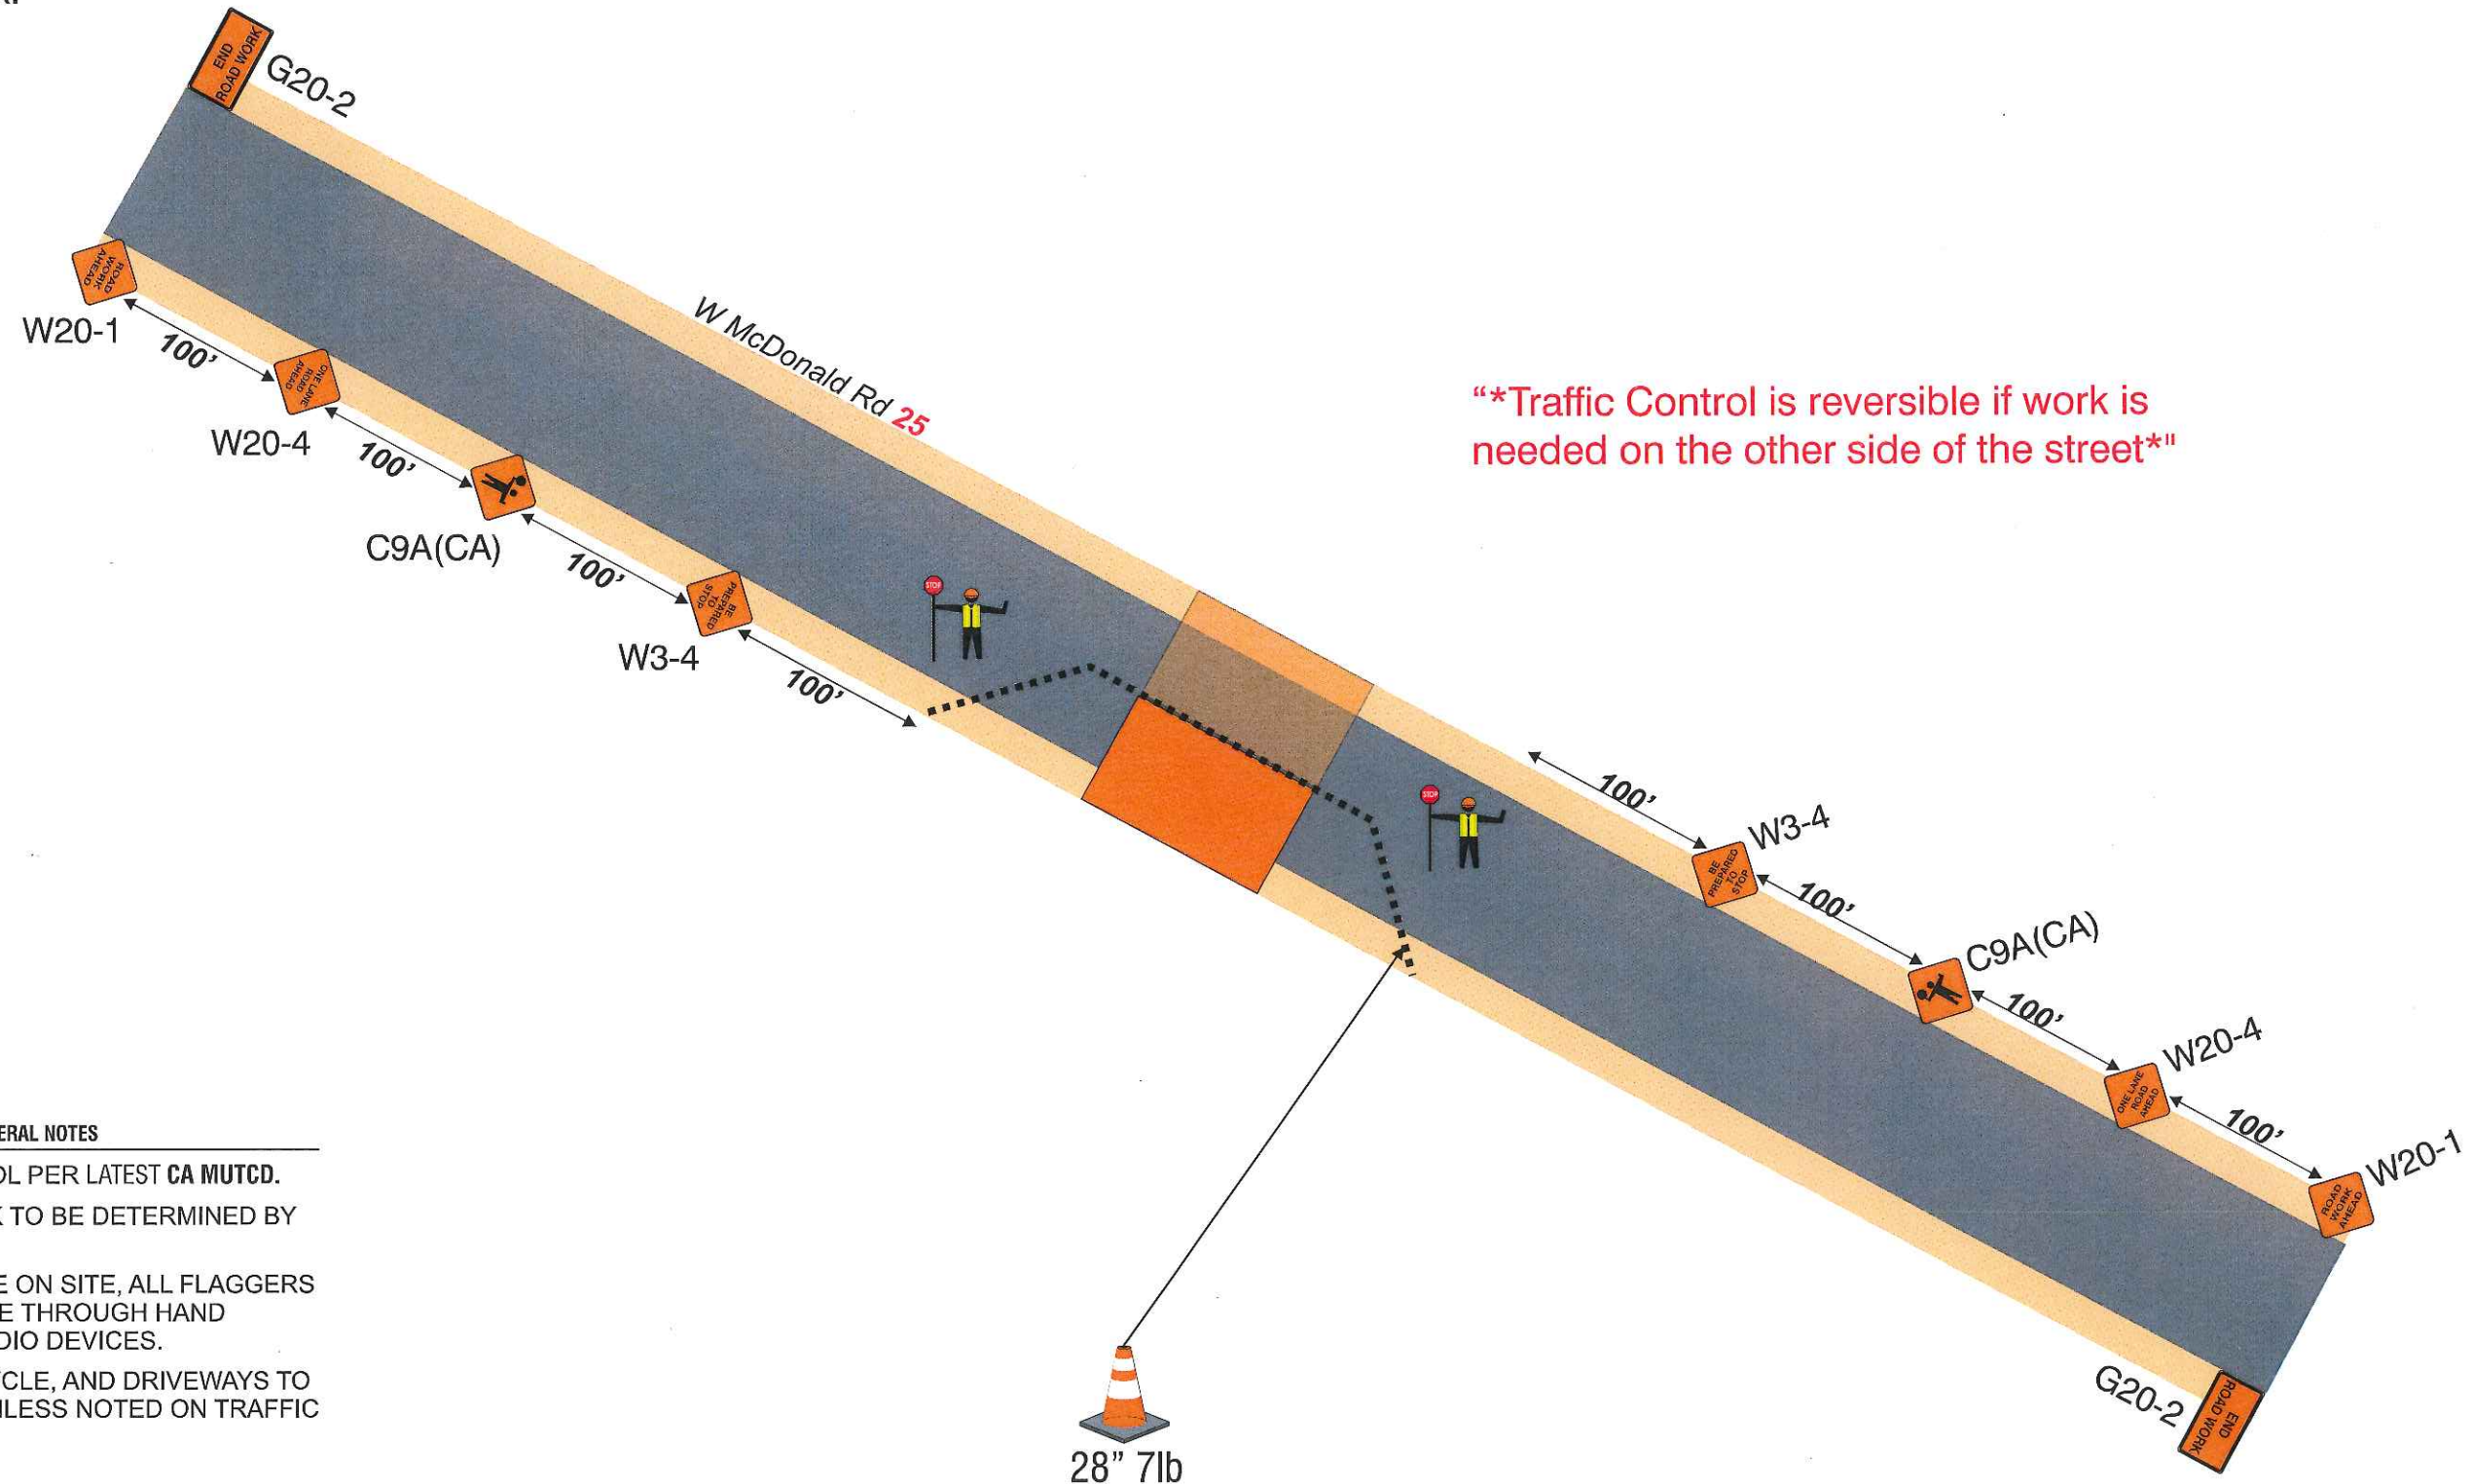 END
ROAD WORK
G20-2
ROAD
WORK
AHEAD
W20-1
100’
ONE LANE
ROAD
AHEAD
W20-4
100’
C9A(CA)
100’
BE
PREPARED
TO
STOP
W3-4
100’
W McDonald Rd 25
“*Traffic Control is reversible if work is
needed on the other side of the street*"
STOP
STOP
100’
BE
PREPARED
TO
STOP
W3-4
100’
C9A(CA)
100’
ONE LANE
ROAD
AHEAD
W20-4
100’
ROAD
WORK
AHEAD
W20-1
END
ROAD WORK
G20-2
28” 7lb
ERAL NOTES
OL PER LATEST CA MUTCD.
K TO BE DETERMINED BY
E ON SITE, ALL FLAGGERS
E THROUGH HAND
DIO DEVICES.
CLE, AND DRIVEWAYS TO
LESS NOTED ON TRAFFIC